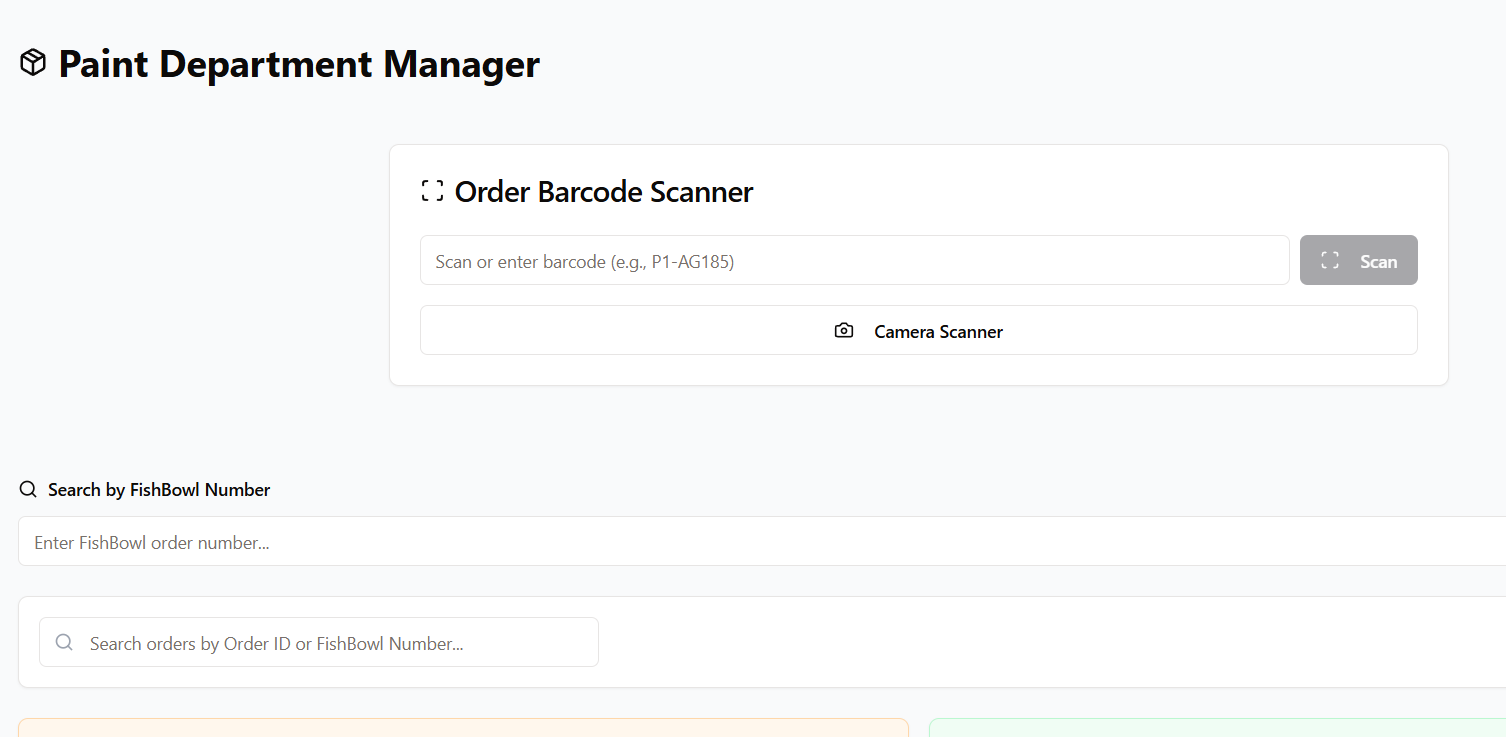 Paint Department Manager
Order Barcode Scanner
Scan or enter barcode (e.g., P1-AG185)
Scan
Camera Scanner
Search by FishBowl Number
Enter FishBowl order number...
Search orders by Order ID or FishBowl Number...